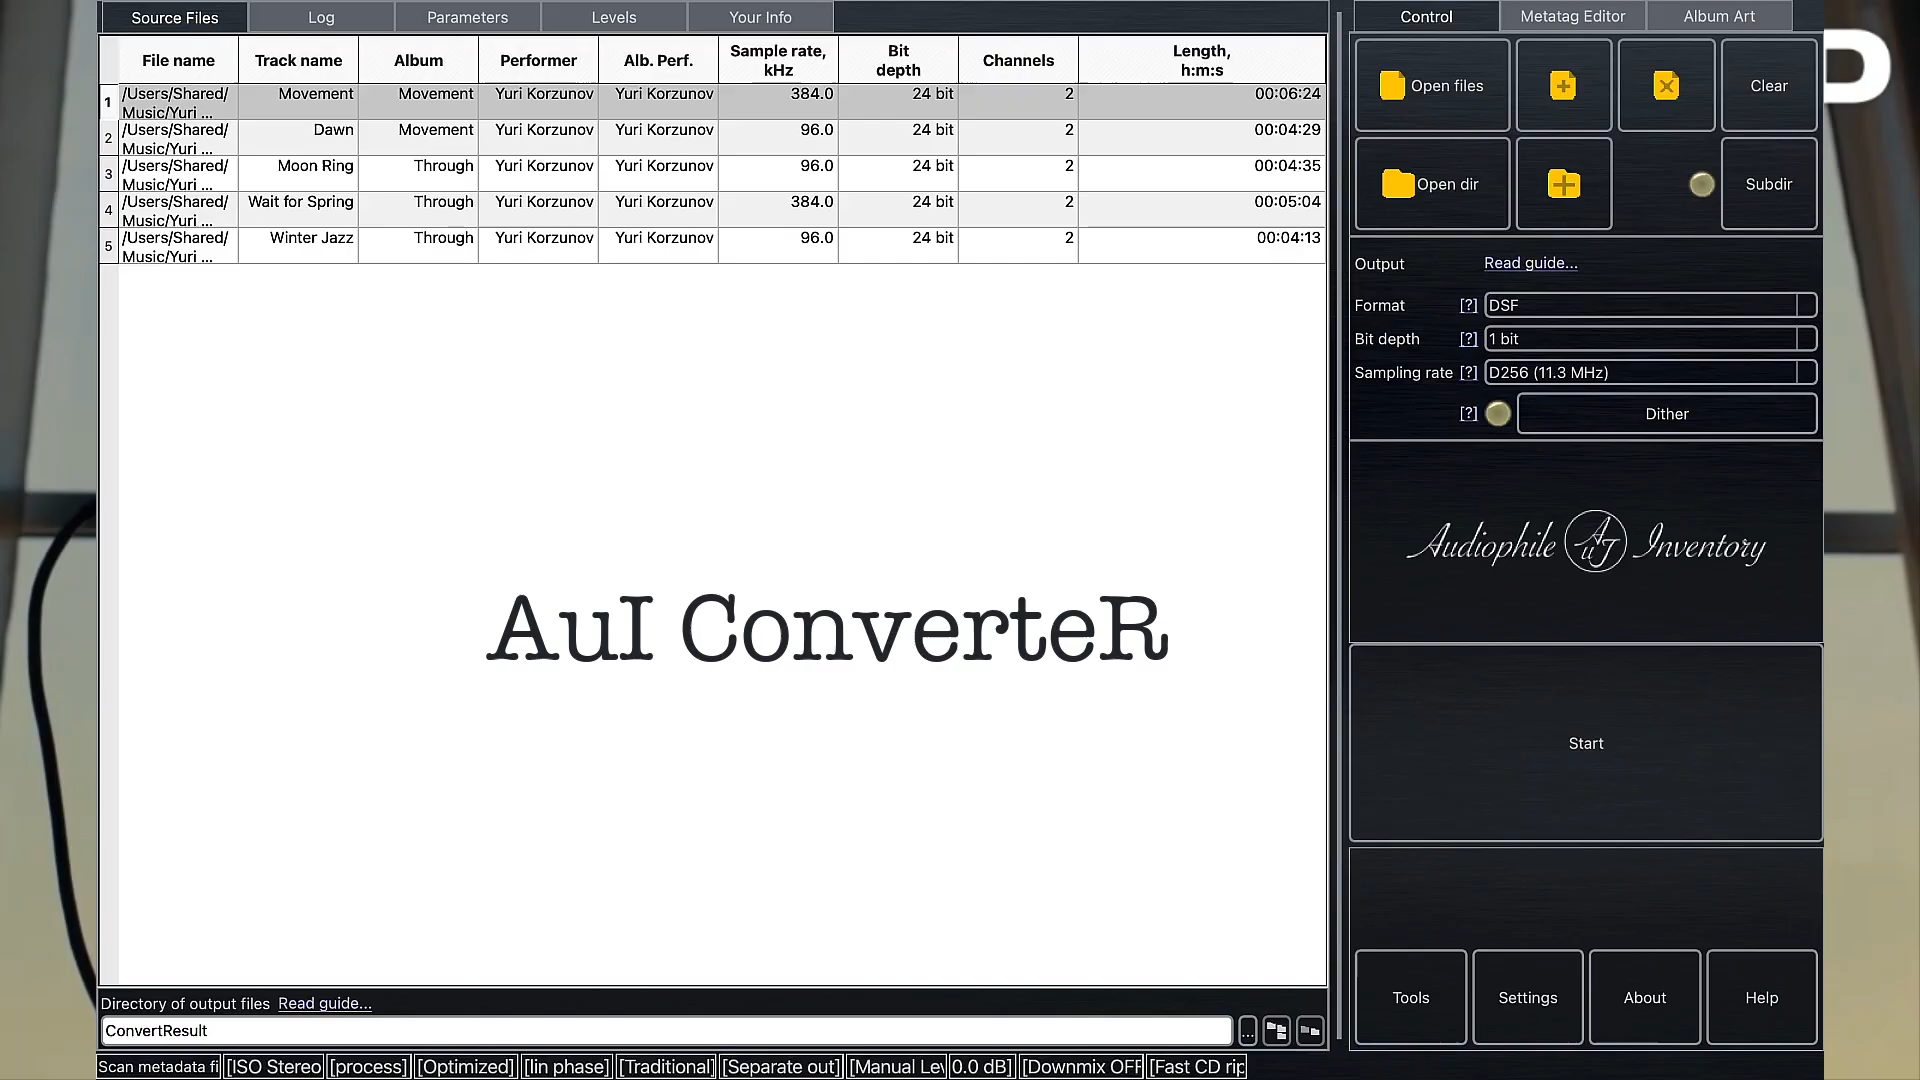 Source Files Log Parameters Levels Your Info
Control Metatag Editor Album Art
File name Track name Album Performer Alb. Perf. Sample rate, kHz Bit depth Channels Length, h:m:s
1 /Users/Shared/ Movement Movement Yuri Korzunov Yuri Korzunov 384.0 24 bit 2 00:06:24
Music/Yuri ...
2 /Users/Shared/ Dawn Movement Yuri Korzunov Yuri Korzunov 96.0 24 bit 2 00:04:29
Music/Yuri ...
3 /Users/Shared/ Moon Ring Through Yuri Korzunov Yuri Korzunov 96.0 24 bit 2 00:04:35
Music/Yuri ...
4 /Users/Shared/ Wait for Spring Through Yuri Korzunov Yuri Korzunov 384.0 24 bit 2 00:05:04
Music/Yuri ...
5 /Users/Shared/ Winter Jazz Through Yuri Korzunov Yuri Korzunov 96.0 24 bit 2 00:04:13
Music/Yuri ...
AuI ConverteR
Directory of output files Read guide...
ConvertResult
...
Open files Clear
Open dir Subdir
Output Read guide...
Format [?] DSF
Bit depth [?] 1 bit
Sampling rate [?] D256 (11.3 MHz)
[?] Dither
Audiophile AuI Inventory
Start
Tools Settings About Help
Scan metadata fi [ISO Stereo [process] [Optimized] [lin phase] [Traditional] [Separate out] [Manual Lev 0.0 dB] [Downmix OFF [Fast CD rip